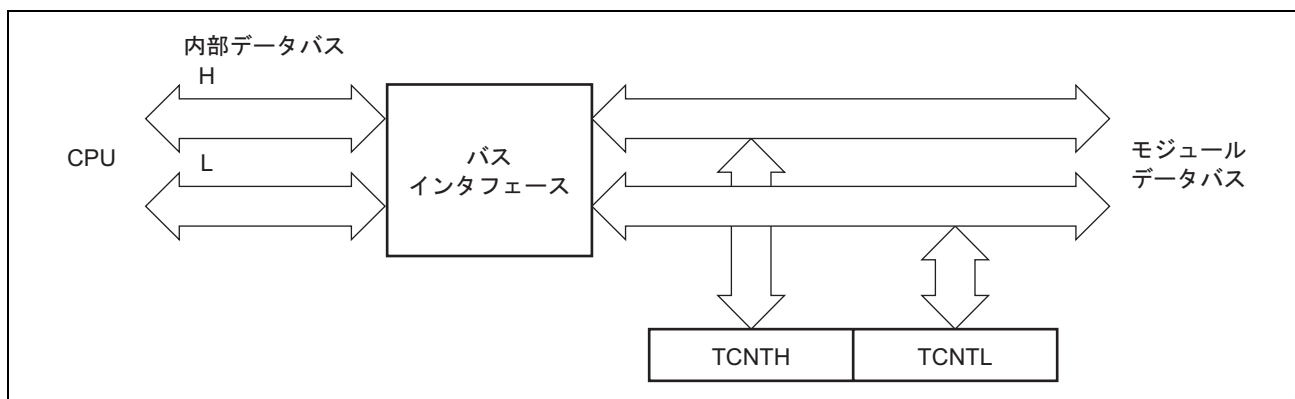 内部データバス
H
CPU
L
バス
インタフェース
モジュール
データバス
TCNTH
TCNTL